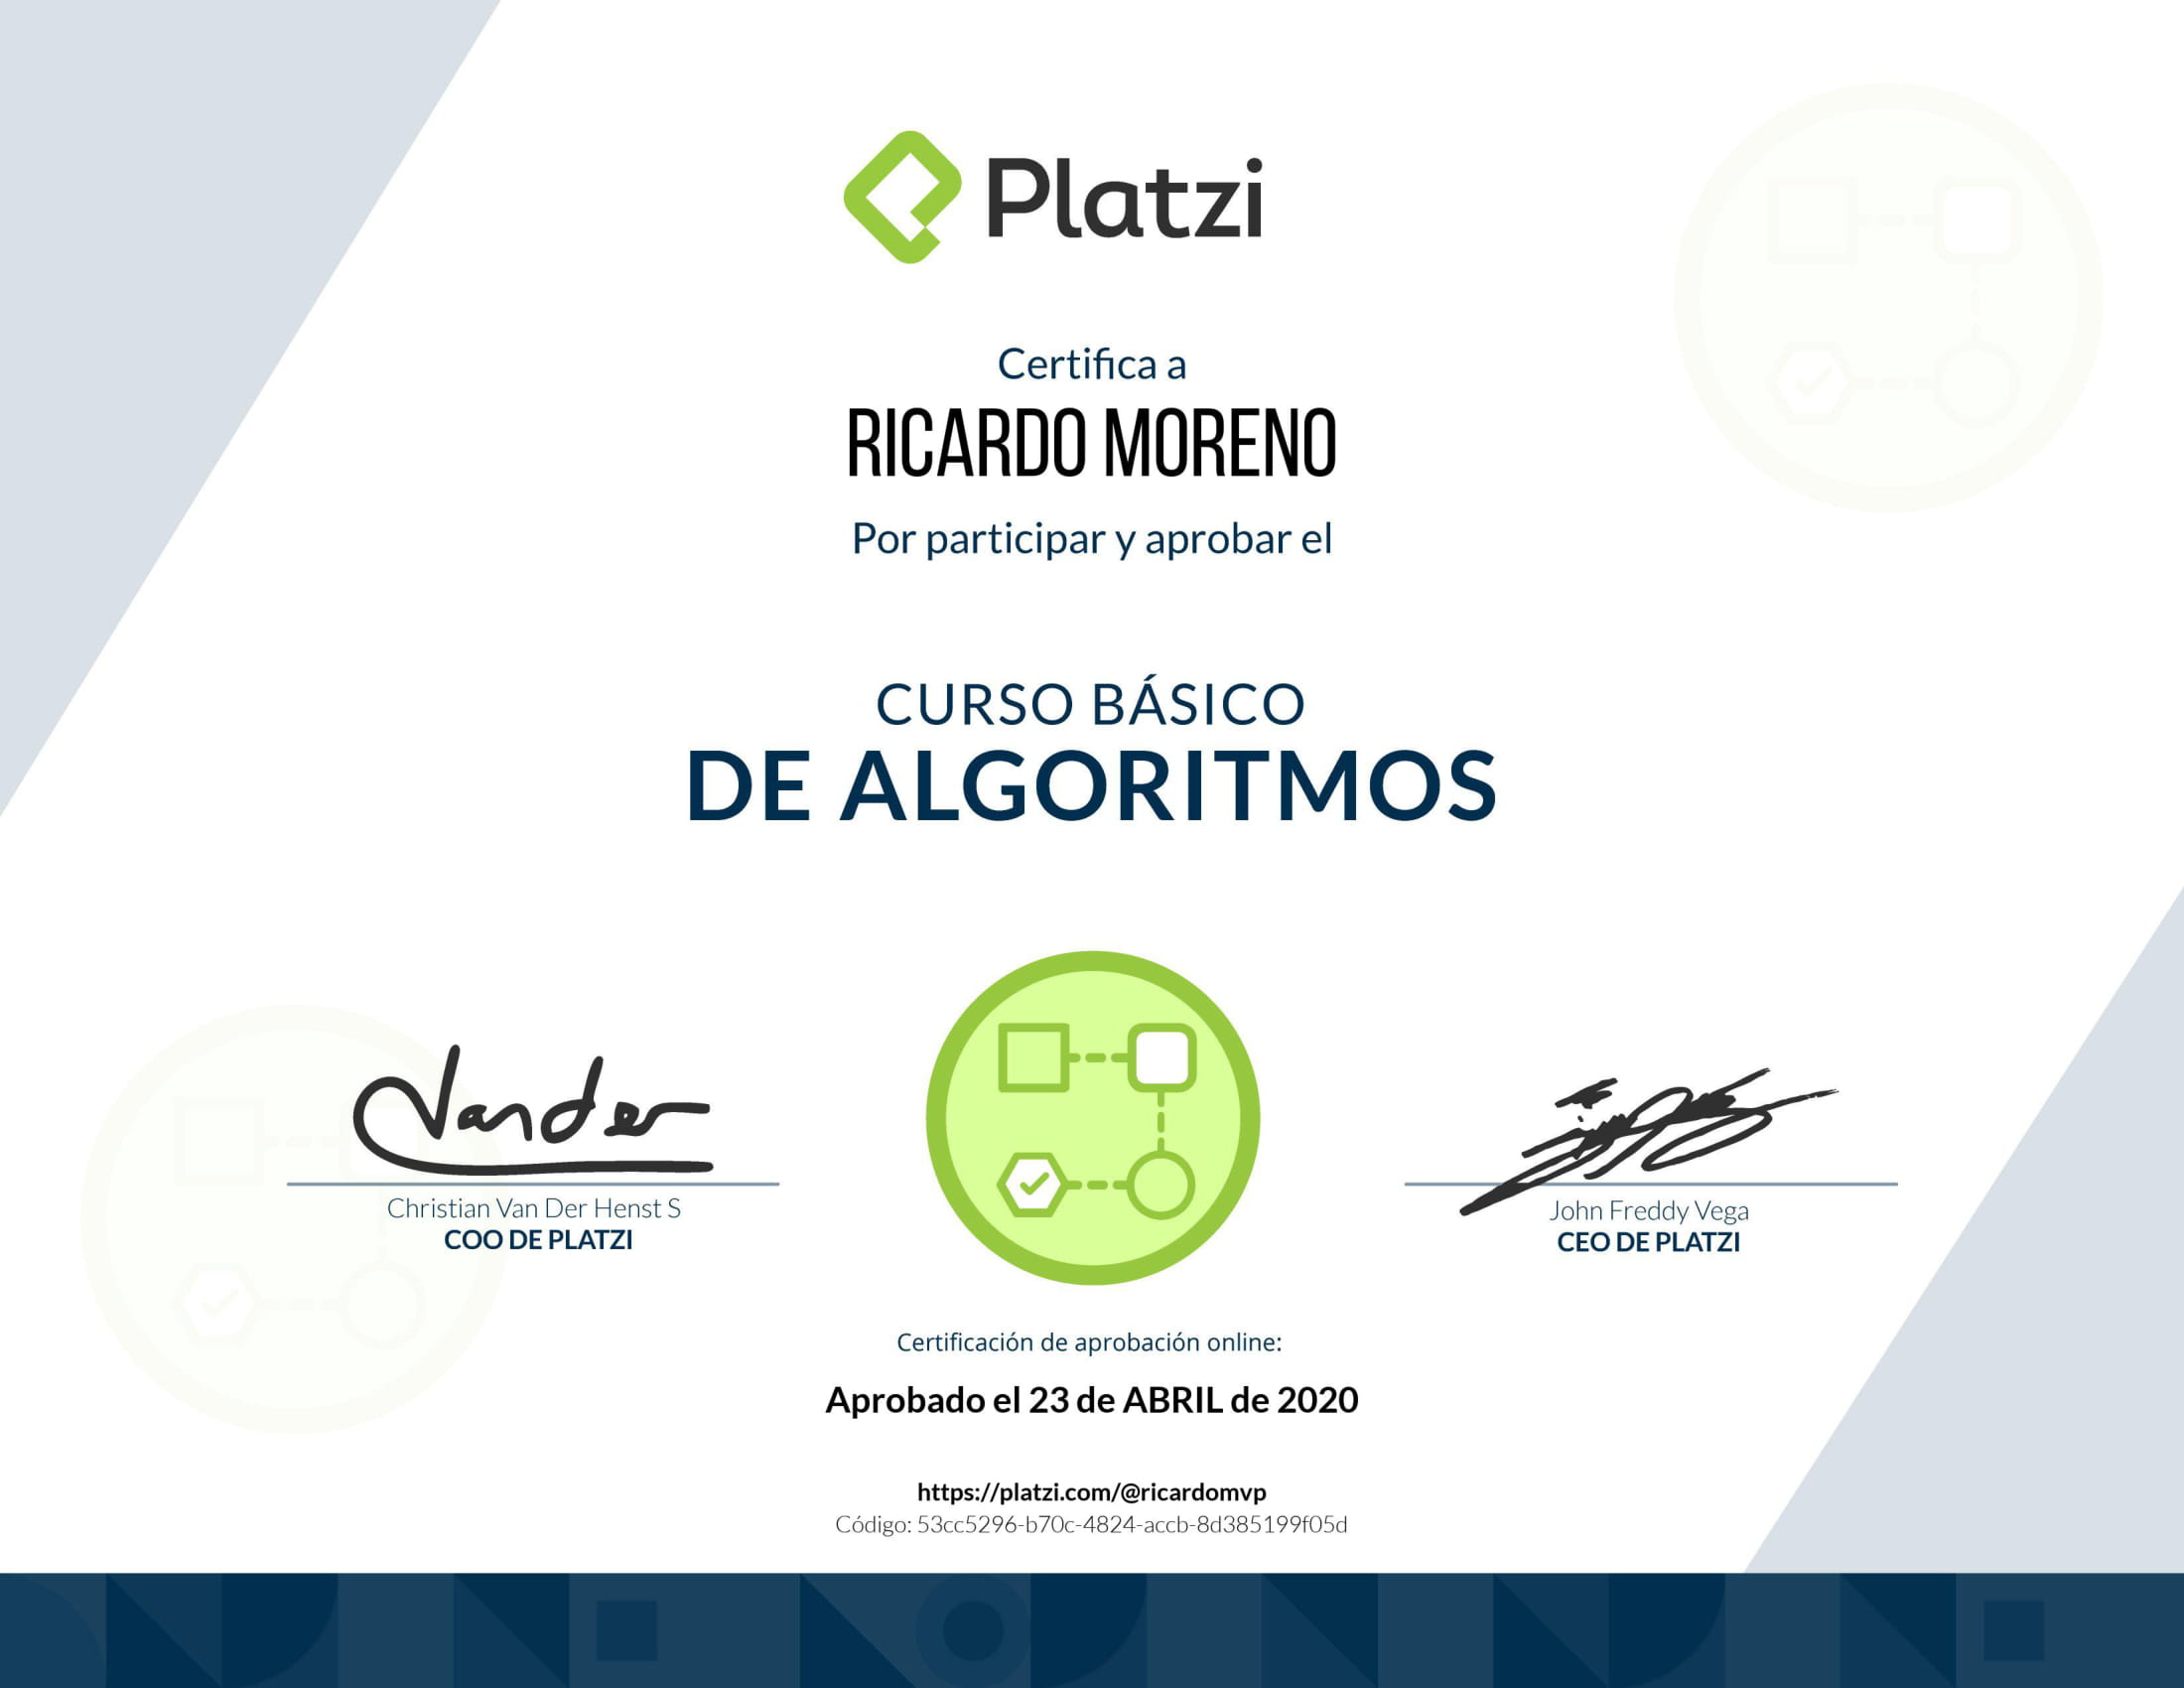 Platzi
Certifica a
RICARDO MORENO
Por participar y aprobar el
CURSO BÁSICO
DE ALGORITMOS
Vander
Christian Van Der Henst S
COO DE PLATZI
John Freddy Vega
CEO DE PLATZI
Certificación de aprobación online:
Aprobado el 23 de ABRIL de 2020
https://platzi.com/@ricardomvp
Código: 53cc5296-b70c-4824-accb-8d385199f05d